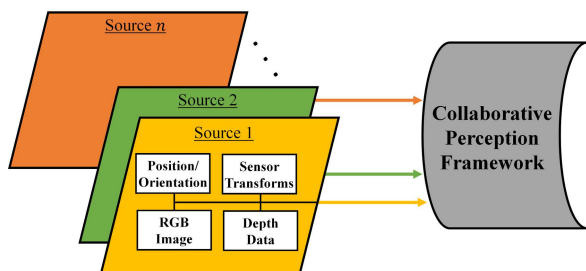 Source n
Source 2
Source 1
Position/
Orientation
Sensor
Transforms
RGB
Image
Depth
Data
Collaborative
Perception
Framework